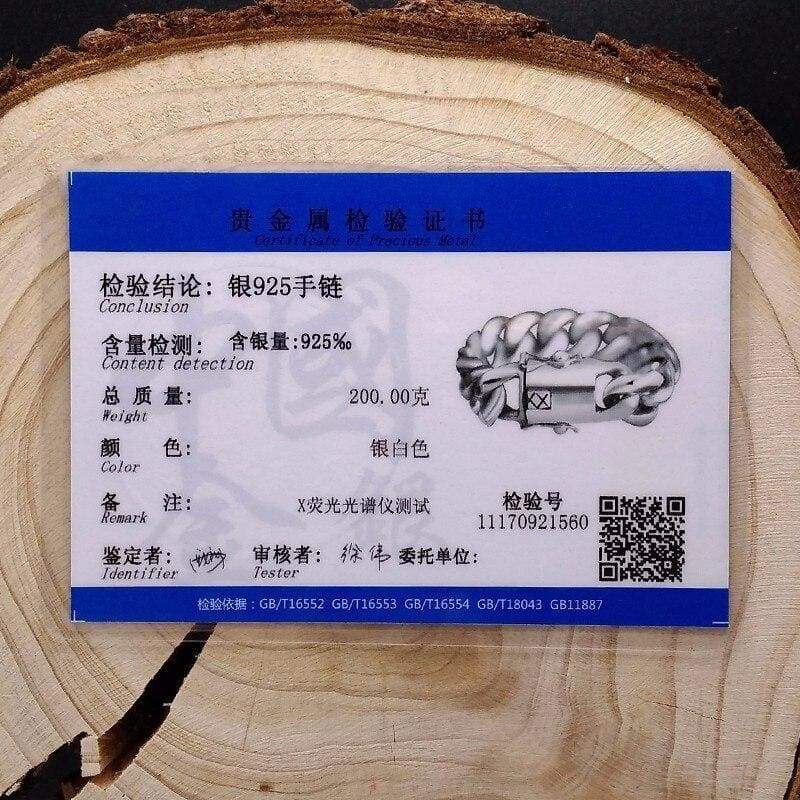 贵金属检验证书
Certificate of Precious Metal
检验结论: 银925手链
Conclusion
含量检测: 含银量:925‰
Content detection
总质量: 200.00克
Weight
颜色: 银白色
Color
备注: X荧光光谱仪测试
Remark
检验号
11170921560
XX
鉴定者: 审核者: 徐伟 委托单位:
Identifier Tester
检验依据: GB/T16552 GB/T16553 GB/T16554 GB/T18043 GB11887